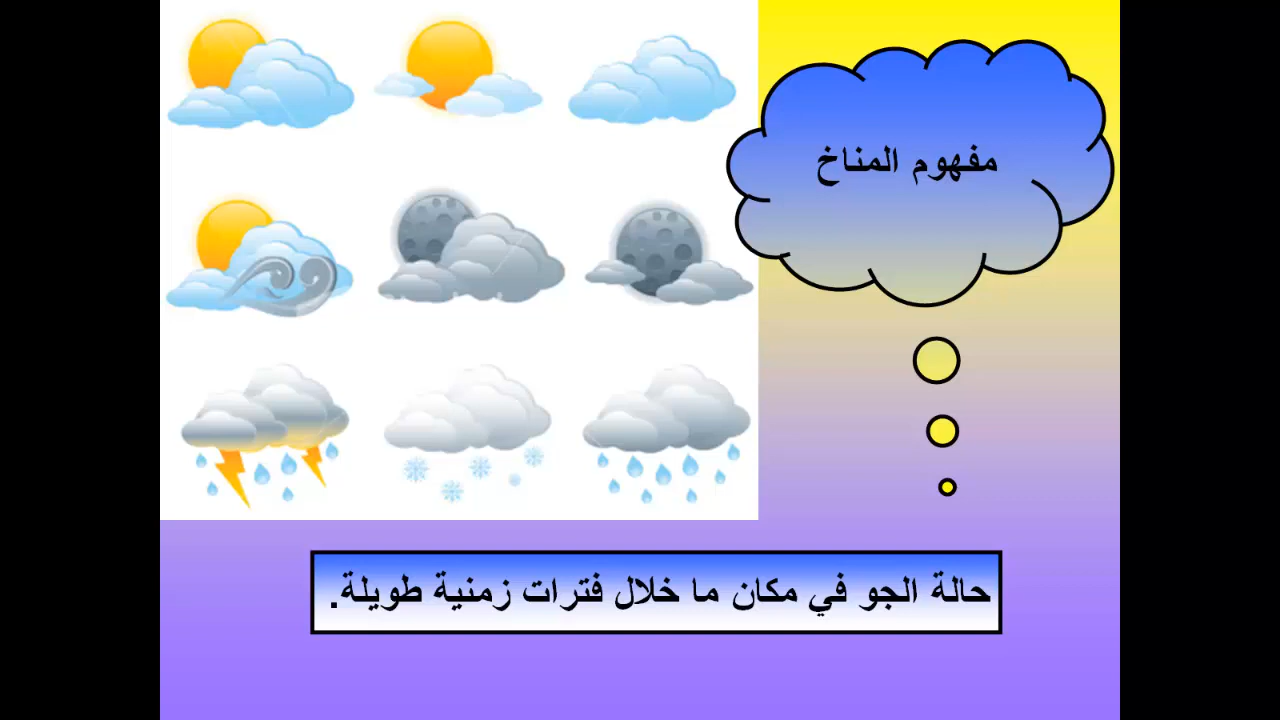 مفهوم المناخ
حالة الجو في مكان ما خلال فترات زمنية طويلة.